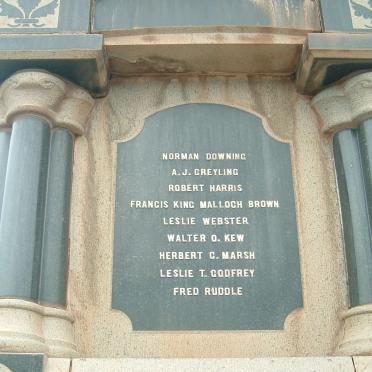 NORMAN DOWNING
A.J. GREYLING
ROBERT HARRIS
FRANCIS KING MALLOCH BROWN
LESLIE WEBSTER
WALTER O. KEW
HERBERT G. MARSH
LESLIE T. GODFREY
FRED RUDDLE